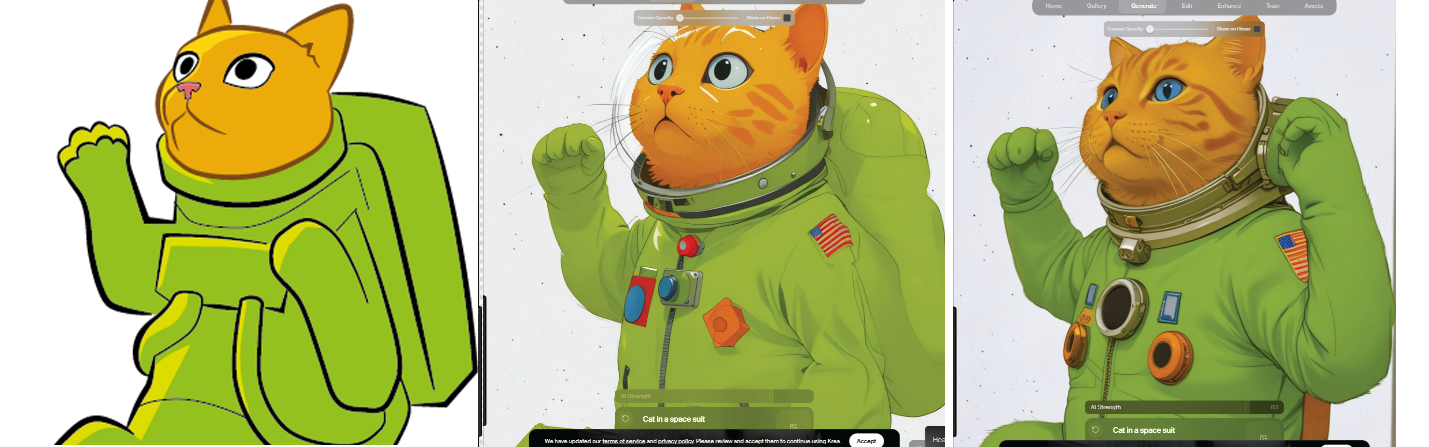 Canvas Opacity
Show on Hover
AI Strength
Cat in a space suit
We have updated our terms of service and privacy policy. Please review and accept them to continue using Krea.
Accept
Home
Gallery
Generate
Edit
Enhance
Train
Assets
Canvas Opacity
Show on Hover
AI Strength
Cat in a space suit